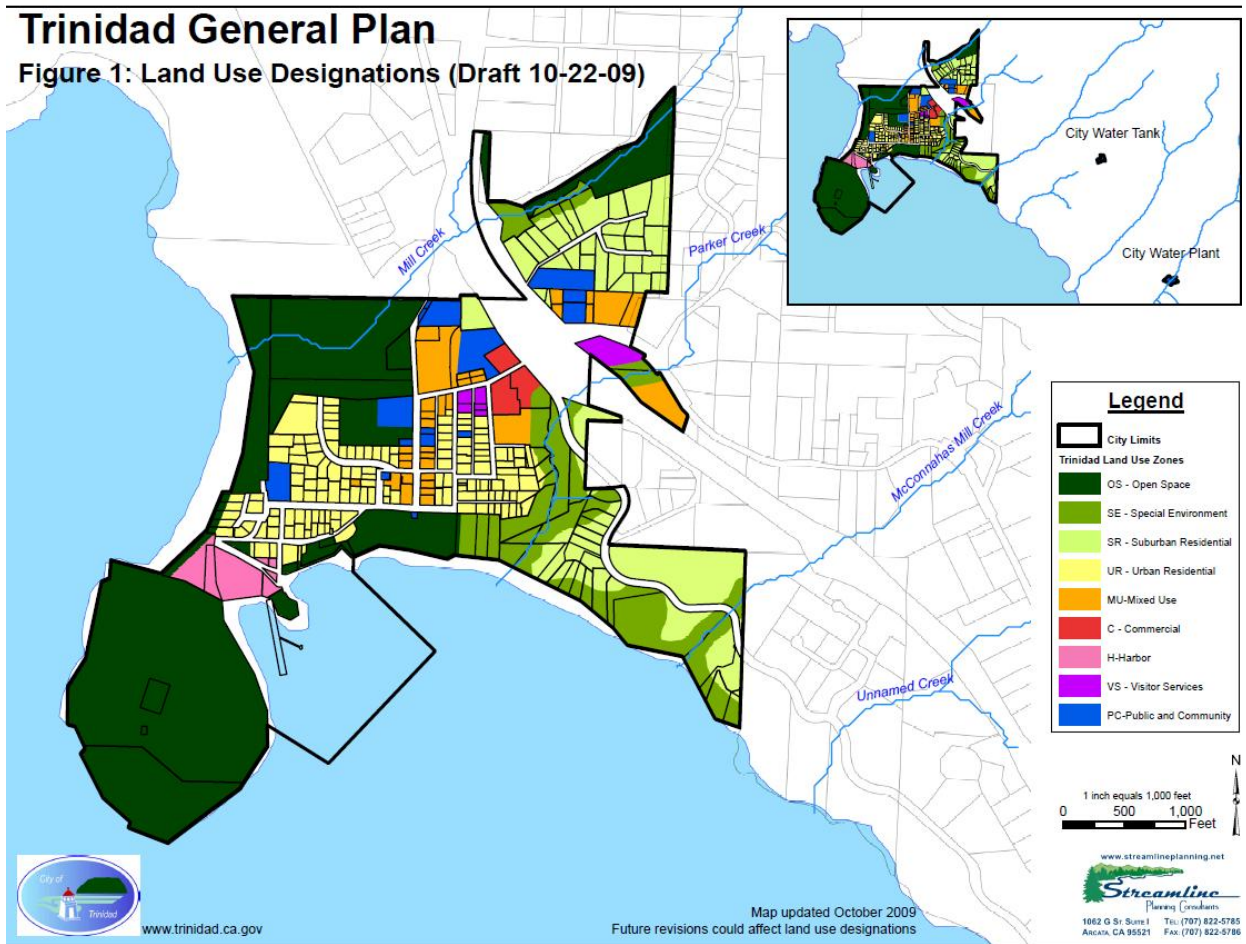 Trinidad General Plan
Figure 1: Land Use Designations (Draft 10-22-09)
City Water Tank
City Water Plant
Mill Creek
Parker Creek
McConnahas Mill Creek
Unnamed Creek
Legend
City Limits
Trinidad Land Use Zones
OS - Open Space
SE - Special Environment
SR - Suburban Residential
UR - Urban Residential
MU-Mixed Use
C - Commercial
H-Harbor
VS - Visitor Services
PC-Public and Community
N
1 inch equals 1,000 feet
0 500 1,000
Feet
www.streamlineplanning.net
Streamline
Planning Consultants
1062 G St. Suite I Tel: (707) 822-5785
Arcata, CA 95521 Fax: (707) 822-5786
City of
Trinidad
www.trinidad.ca.gov
Map updated October 2009
Future revisions could affect land use designations